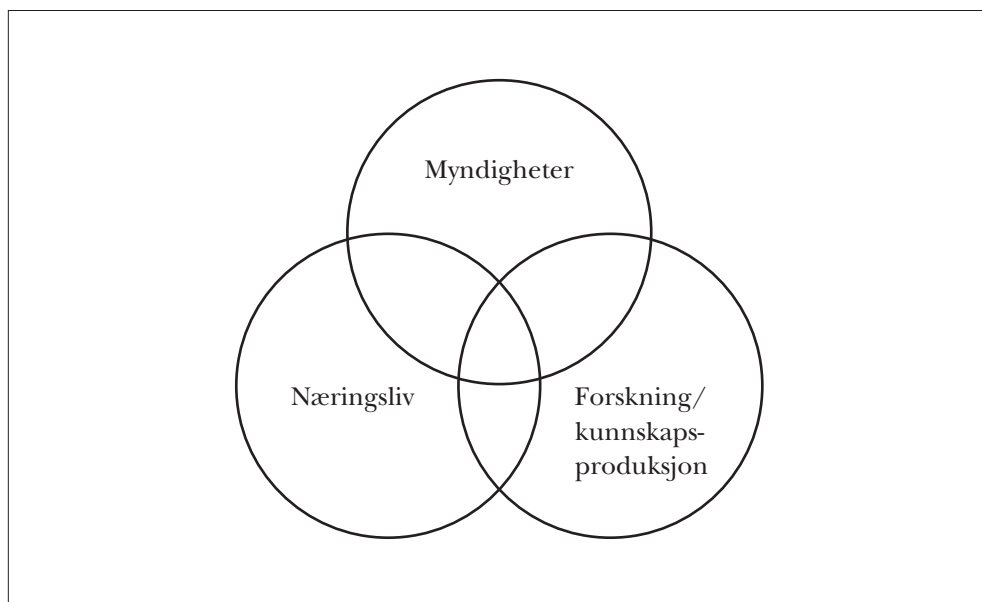 Myndigheter
Næringsliv
Forskning/
kunnskaps-
produksjon